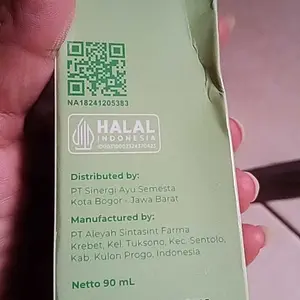 NA18241205383
HALAL
INDONESIA
Distributed by:
PT Sinergi Ayu Semesta
Kota Bogor - Jawa Barat
Manufactured by:
PT Aleyah Sintasint Farma
Krebet, Kel. Tuksono, Kec. Sentolo,
Kab. Kulon Progo, Indonesia
Netto 90 mL